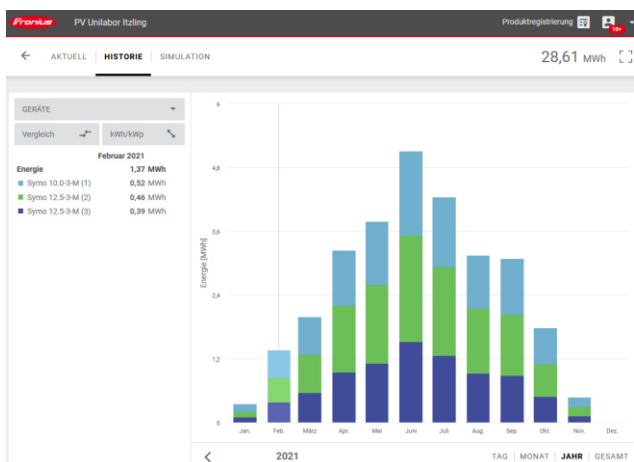 Fronius PV Unilabor Itzling Produktregistrierung 10+
AKTUELL HISTORIE SIMULATION 28,61 MWh
GERÄTE
Vergleich kWh/kWp
Februar 2021
Energie 1,37 MWh
Symo 10.0-3-M (1) 0,52 MWh
Symo 12.5-3-M (2) 0,46 MWh
Symo 12.5-3-M (3) 0,39 MWh
Energie [MWh]
6
4,8
3,6
2,4
1,2
0
Jan. Feb. März Apr. Mai Juni Juli Aug. Sep. Okt. Nov. Dez.
2021 TAG MONAT JAHR GESAMT